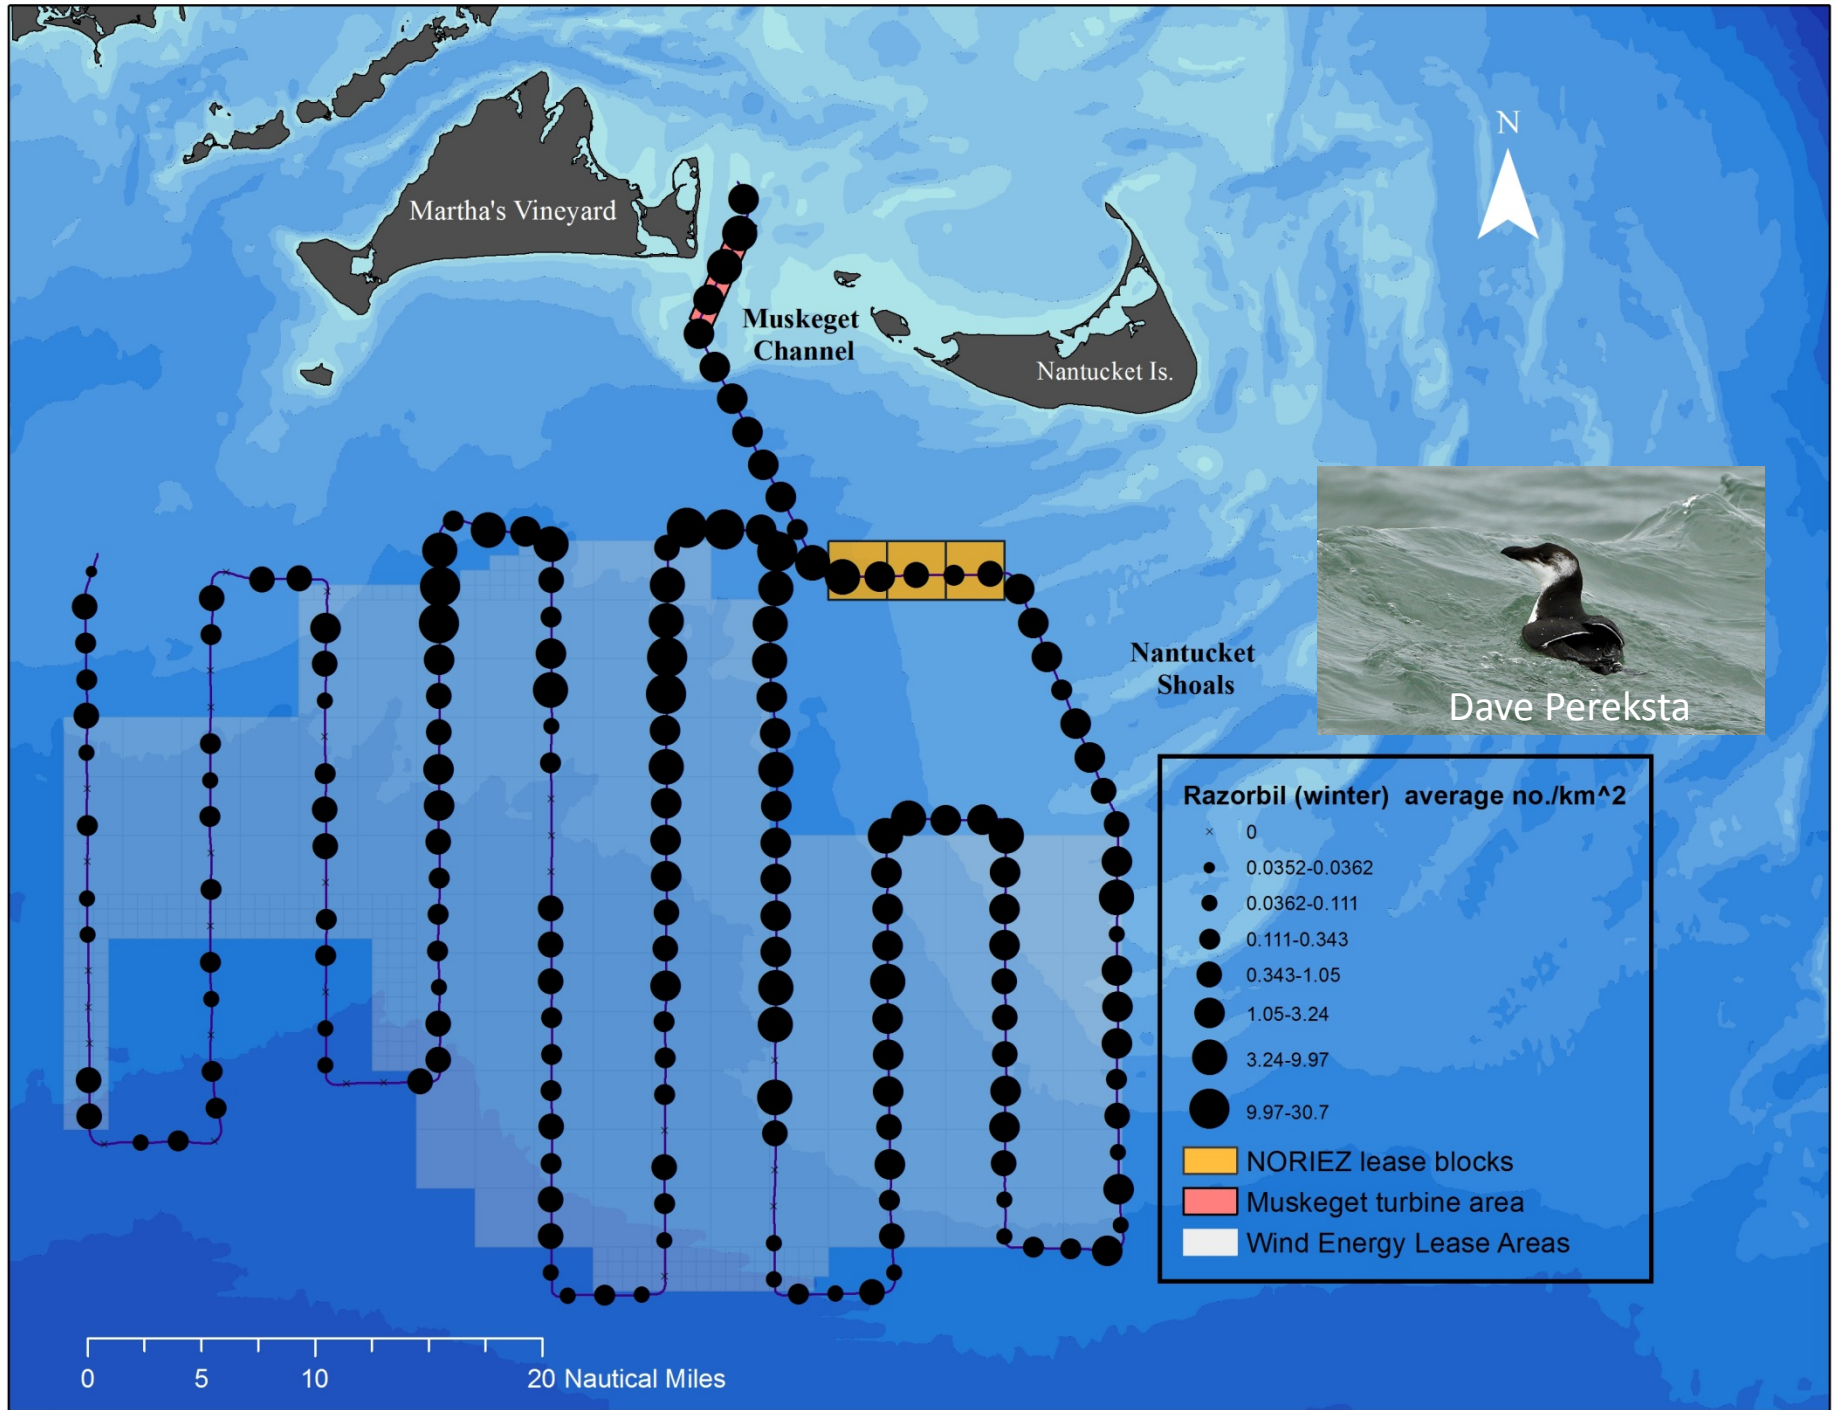 N
Martha's Vineyard
Muskeget
Channel
Nantucket Is.
Nantucket
Shoals
Dave Pereksta
Razorbil (winter) average no./km^2
0
0.0352-0.0362
0.0362-0.111
0.111-0.343
0.343-1.05
1.05-3.24
3.24-9.97
9.97-30.7
NORIEZ lease blocks
Muskeget turbine area
Wind Energy Lease Areas
0 5 10 20 Nautical Miles